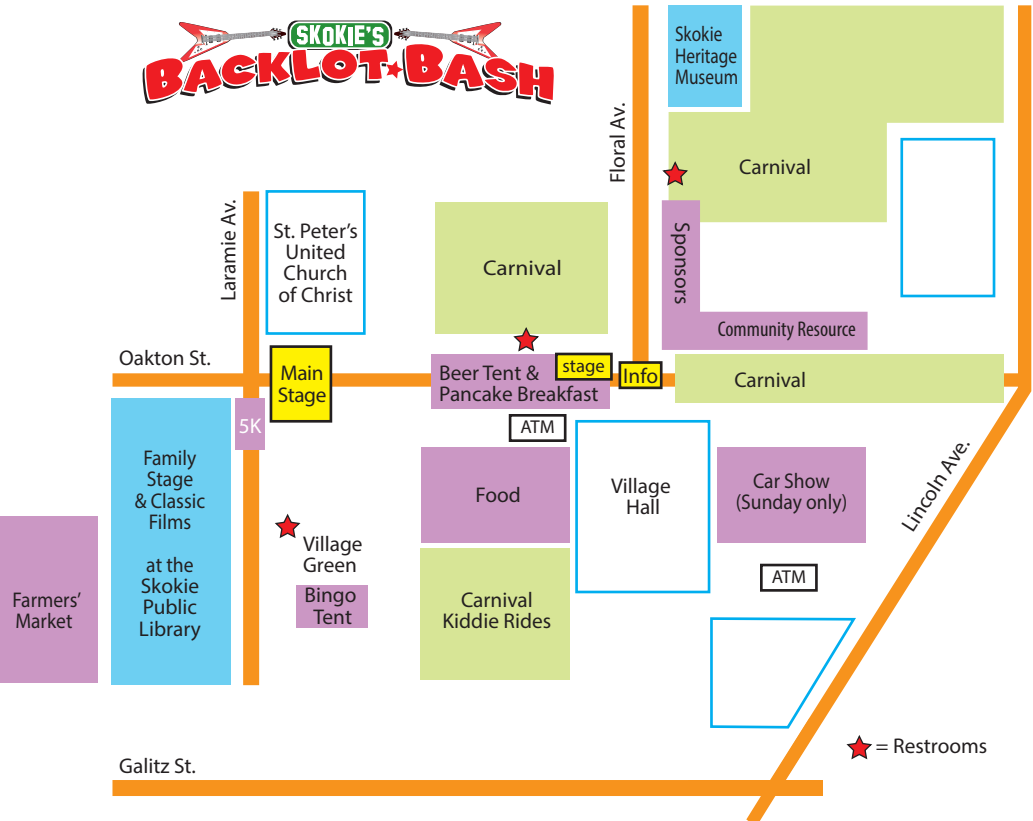 SKOKIE'S
BACKLOT BASH
Skokie
Heritage
Museum
Floral Av.
Carnival
Laramie Av.
St. Peter's
United
Church
of Christ
Carnival
Sponsors
Community Resource
Oakton St.
Main
Stage
Beer Tent &
Pancake Breakfast
stage
Info
Carnival
5K
ATM
Family
Stage
& Classic
Films
at the
Skokie
Public
Library
Food
Village
Hall
Car Show
(Sunday only)
Lincoln Ave.
Village
Green
Bingo
Tent
ATM
Farmers'
Market
Carnival
Kiddie Rides
= Restrooms
Galitz St.